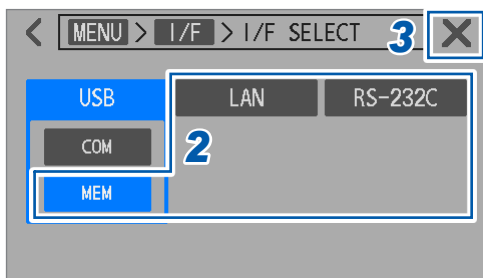 MENU > I/F > I/F SELECT 3
USB LAN RS-232C
COM 2
MEM